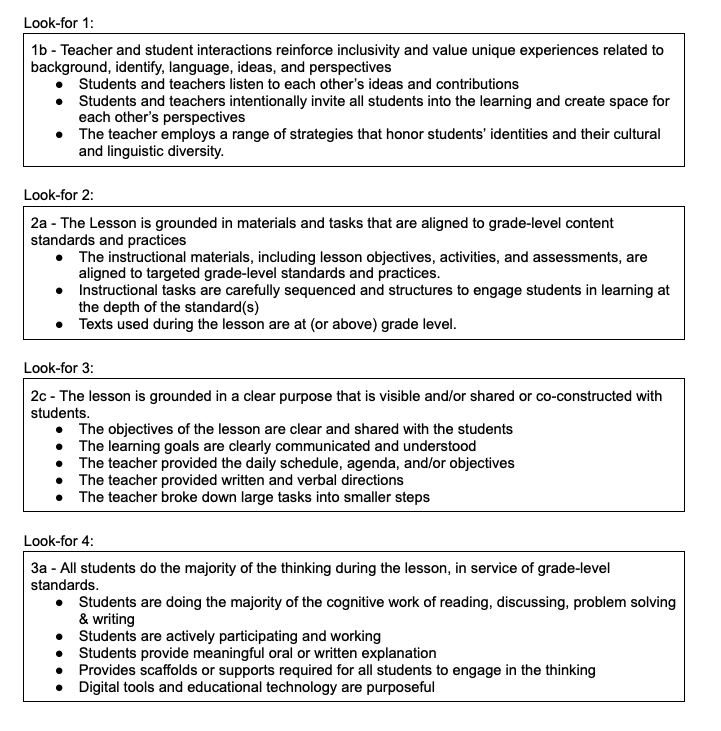 Look-for 1:
1b - Teacher and student interactions reinforce inclusivity and value unique experiences related to
background, identify, language, ideas, and perspectives
● Students and teachers listen to each other's ideas and contributions
● Students and teachers intentionally invite all students into the learning and create space for
each other's perspectives
● The teacher employs a range of strategies that honor students' identities and their cultural
and linguistic diversity.
Look-for 2:
2a - The Lesson is grounded in materials and tasks that are aligned to grade-level content
standards and practices
● The instructional materials, including lesson objectives, activities, and assessments, are
aligned to targeted grade-level standards and practices.
● Instructional tasks are carefully sequenced and structures to engage students in learning at
the depth of the standard(s)
● Texts used during the lesson are at (or above) grade level.
Look-for 3:
2c - The lesson is grounded in a clear purpose that is visible and/or shared or co-constructed with
students.
● The objectives of the lesson are clear and shared with the students
● The learning goals are clearly communicated and understood
● The teacher provided the daily schedule, agenda, and/or objectives
● The teacher provided written and verbal directions
● The teacher broke down large tasks into smaller steps
Look-for 4:
3a - All students do the majority of the thinking during the lesson, in service of grade-level
standards.
● Students are doing the majority of the cognitive work of reading, discussing, problem solving
& writing
● Students are actively participating and working
● Students provide meaningful oral or written explanation
● Provides scaffolds or supports required for all students to engage in the thinking
● Digital tools and educational technology are purposeful